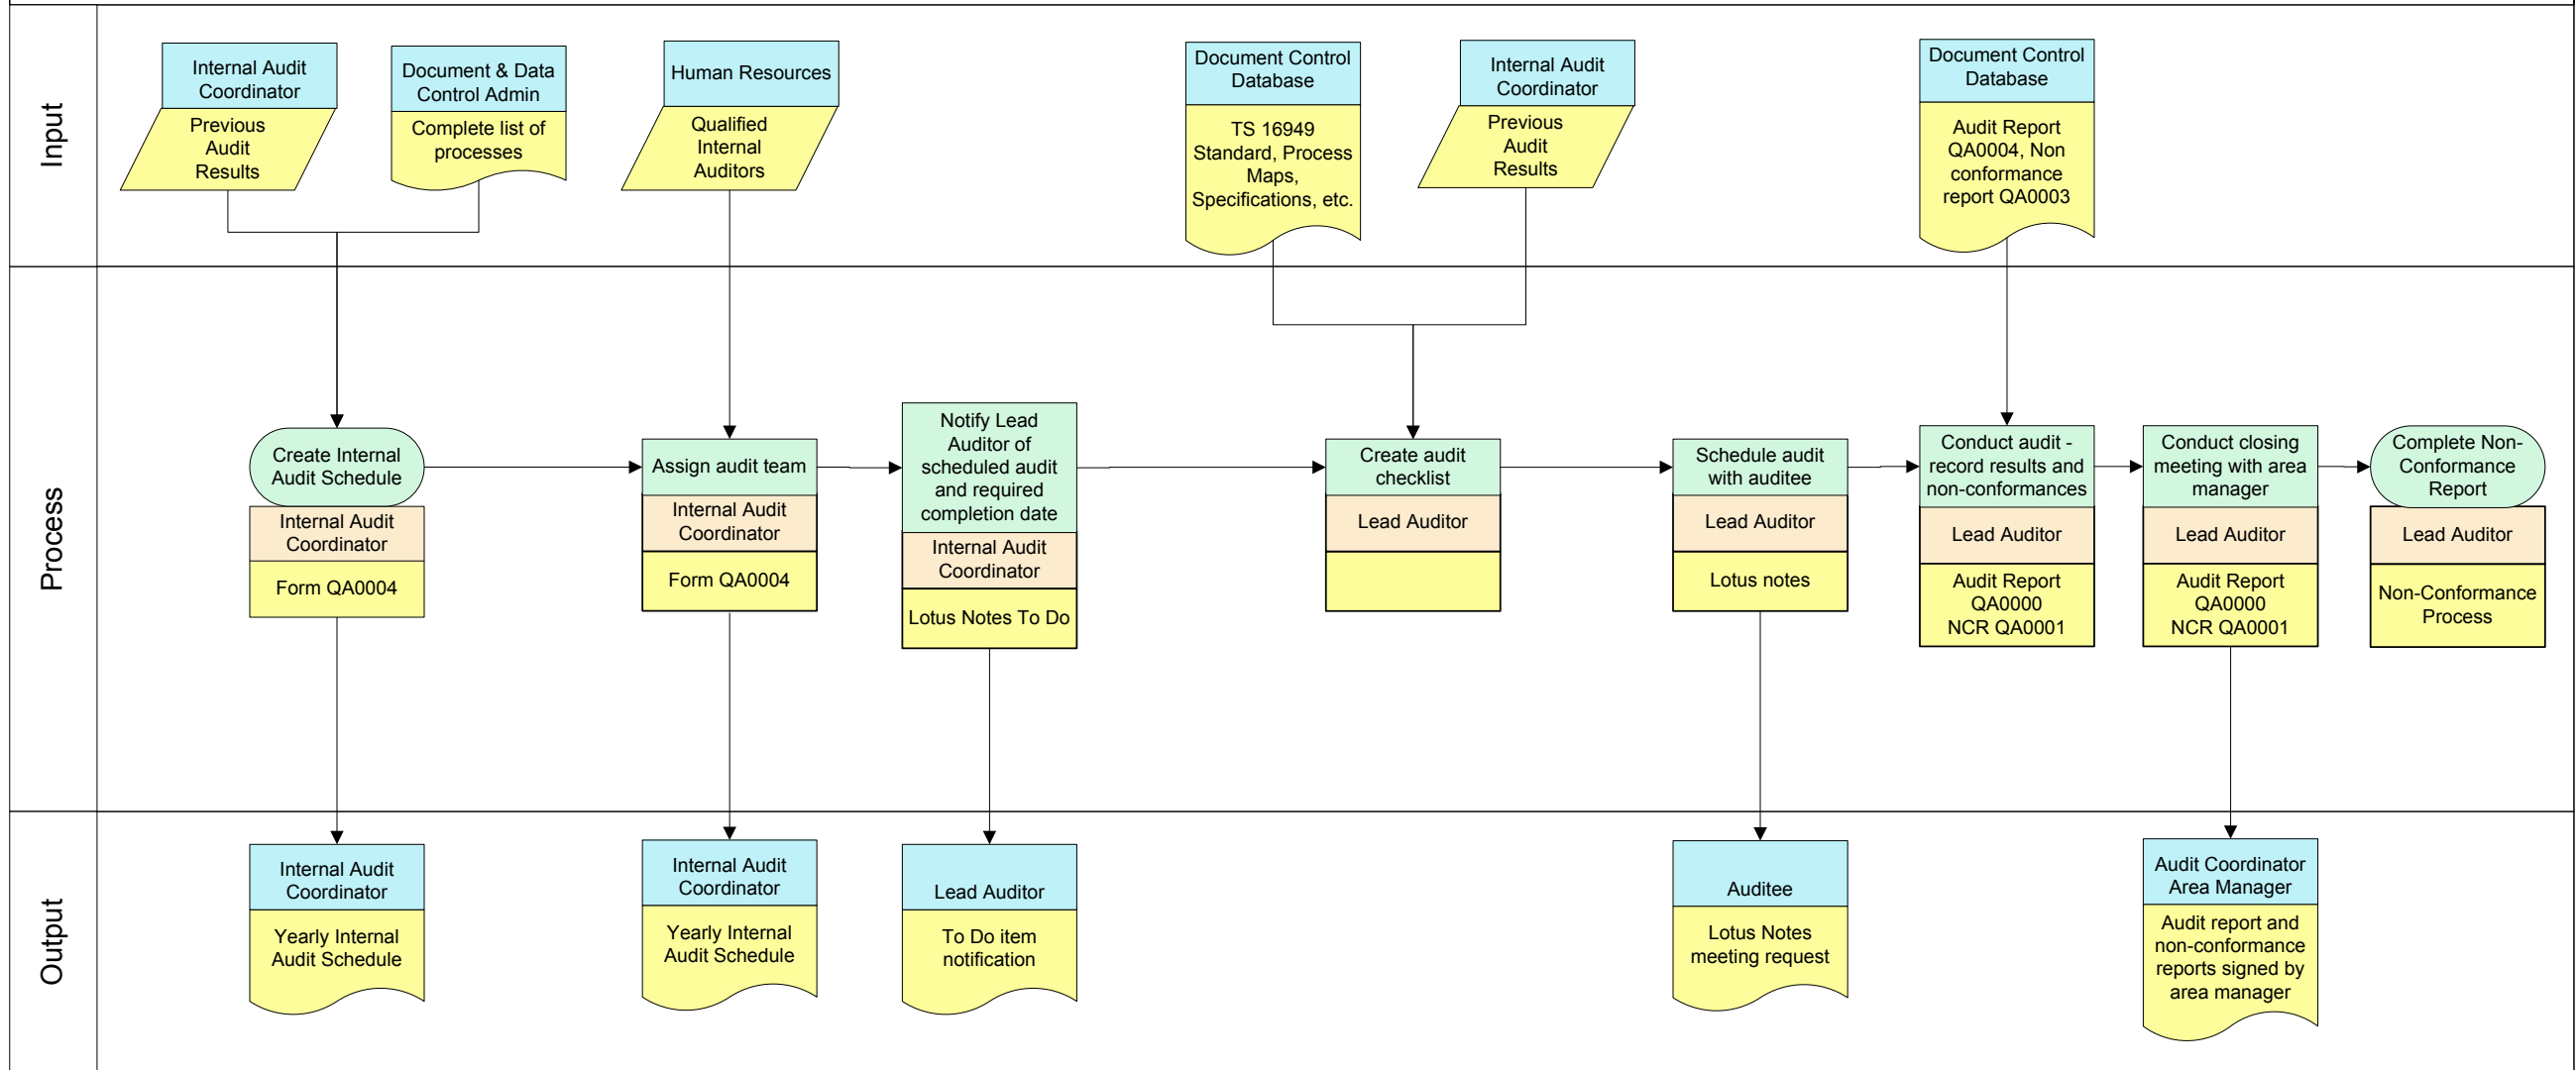 Input
Internal Audit
Coordinator
Previous
Audit
Results
Document & Data
Control Admin
Complete list of
processes
Human Resources
Qualified
Internal
Auditors
Document Control
Database
TS 16949
Standard, Process
Maps,
Specifications, etc.
Internal Audit
Coordinator
Previous
Audit
Results
Document Control
Database
Audit Report
QA0004, Non
conformance
report QA0003
Process
Create Internal
Audit Schedule
Internal Audit
Coordinator
Form QA0004
Assign audit team
Internal Audit
Coordinator
Form QA0004
Notify Lead
Auditor of
scheduled audit
and required
completion date
Internal Audit
Coordinator
Lotus Notes To Do
Create audit
checklist
Lead Auditor
Schedule audit
with auditee
Lead Auditor
Lotus notes
Conduct audit -
record results and
non-conformances
Lead Auditor
Audit Report
QA0000
NCR QA0001
Conduct closing
meeting with area
manager
Lead Auditor
Audit Report
QA0000
NCR QA0001
Complete Non-
Conformance
Report
Lead Auditor
Non-Conformance
Process
Output
Internal Audit
Coordinator
Yearly Internal
Audit Schedule
Internal Audit
Coordinator
Yearly Internal
Audit Schedule
Lead Auditor
To Do item
notification
Auditee
Lotus Notes
meeting request
Audit Coordinator
Area Manager
Audit report and
non-conformance
reports signed by
area manager